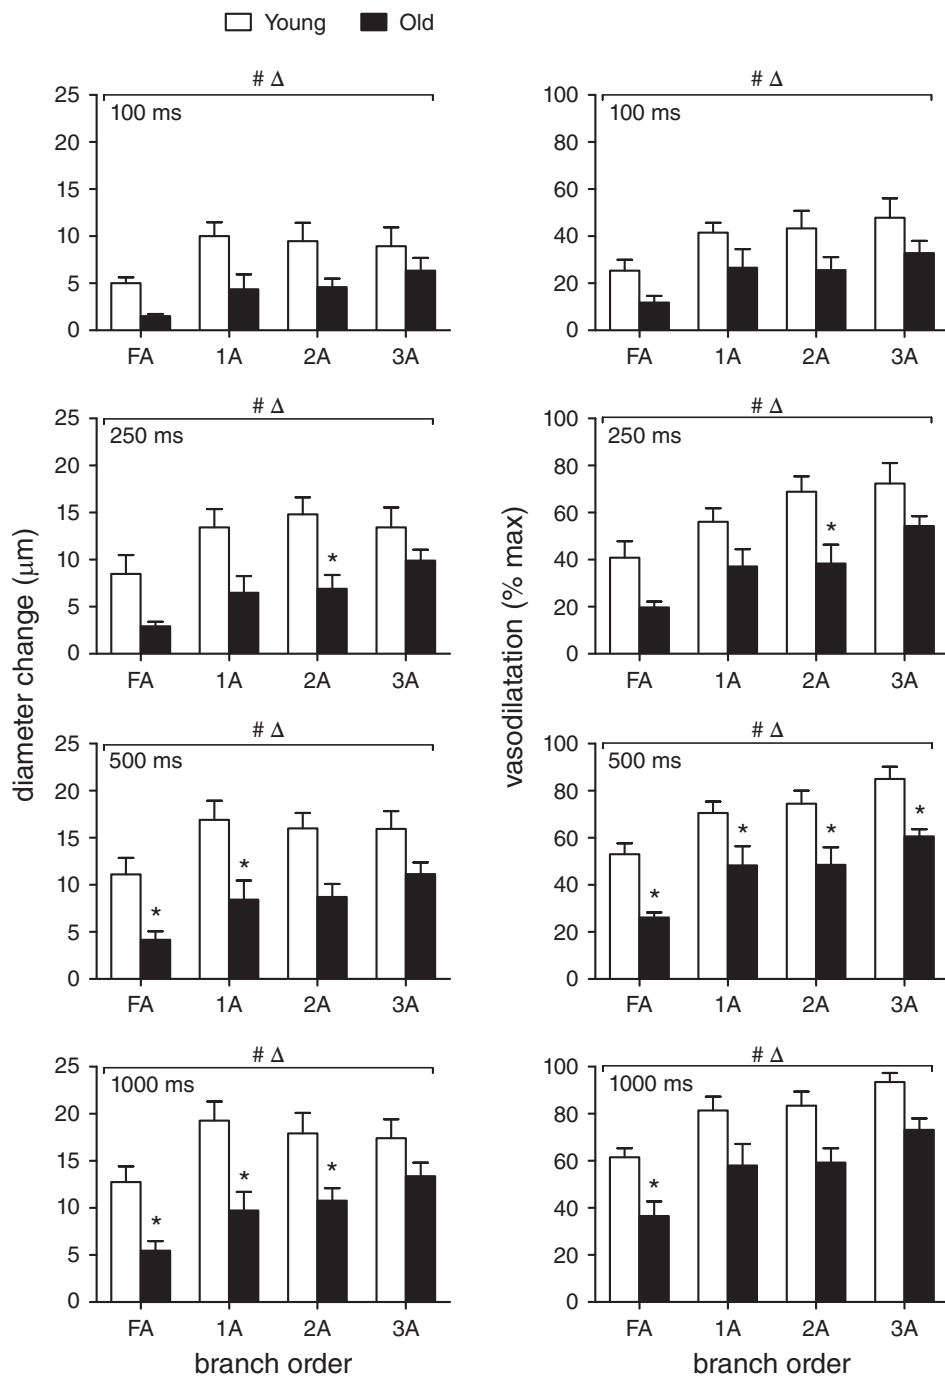 Young Old
# Δ
25
100 ms
20
15
10
5
0
FA 1A 2A 3A
# Δ
100
100 ms
80
60
40
20
0
FA 1A 2A 3A
# Δ
25
250 ms
20
15
10
5
0
*
FA 1A 2A 3A
# Δ
100
250 ms
80
60
40
20
0
*
FA 1A 2A 3A
diameter change (μm)
vasodilatation (% max)
# Δ
25
500 ms
20
15
10
5
0
* *
FA 1A 2A 3A
# Δ
100
500 ms
80
60
40
20
0
* * * *
FA 1A 2A 3A
# Δ
25
1000 ms
20
15
10
5
0
* * *
FA 1A 2A 3A
branch order
# Δ
100
1000 ms
80
60
40
20
0
*
FA 1A 2A 3A
branch order